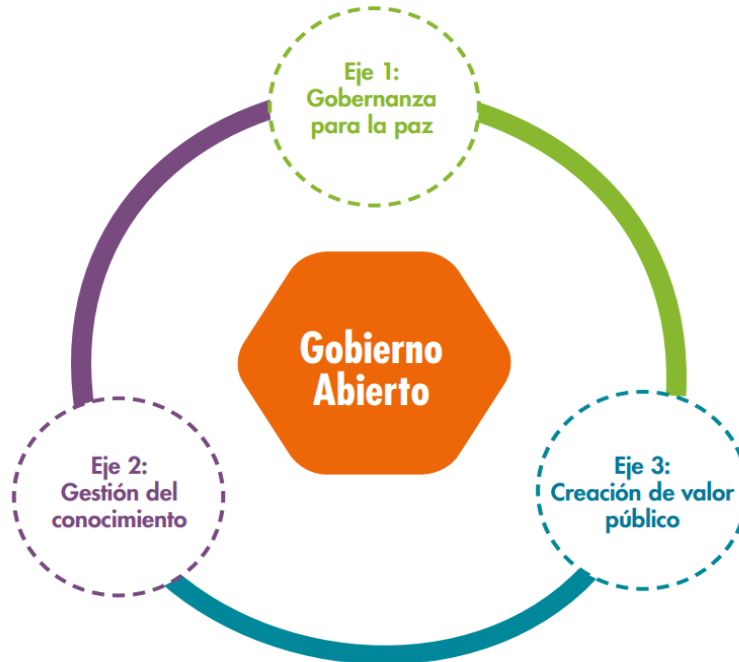 Eje 1:
Gobernanza
para la paz
Gobierno
Abierto
Eje 2:
Gestión del
conocimiento
Eje 3:
Creación de valor
público